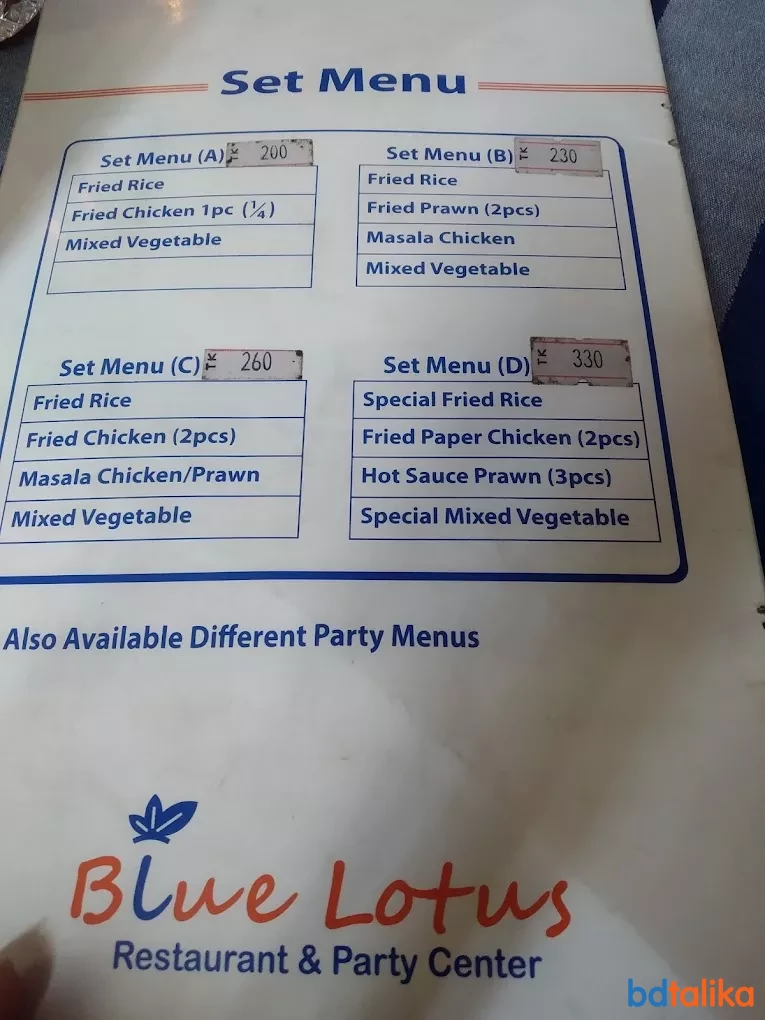 Set Menu
Set Menu (A) TK 200
Fried Rice
Fried Chicken 1pc (¼)
Mixed Vegetable
Set Menu (B) TK 230
Fried Rice
Fried Prawn (2pcs)
Masala Chicken
Mixed Vegetable
Set Menu (C) TK 260
Fried Rice
Fried Chicken (2pcs)
Masala Chicken/Prawn
Mixed Vegetable
Set Menu (D) TK 330
Special Fried Rice
Fried Paper Chicken (2pcs)
Hot Sauce Prawn (3pcs)
Special Mixed Vegetable
Also Available Different Party Menus
Blue Lotus
Restaurant & Party Center
bdtalika